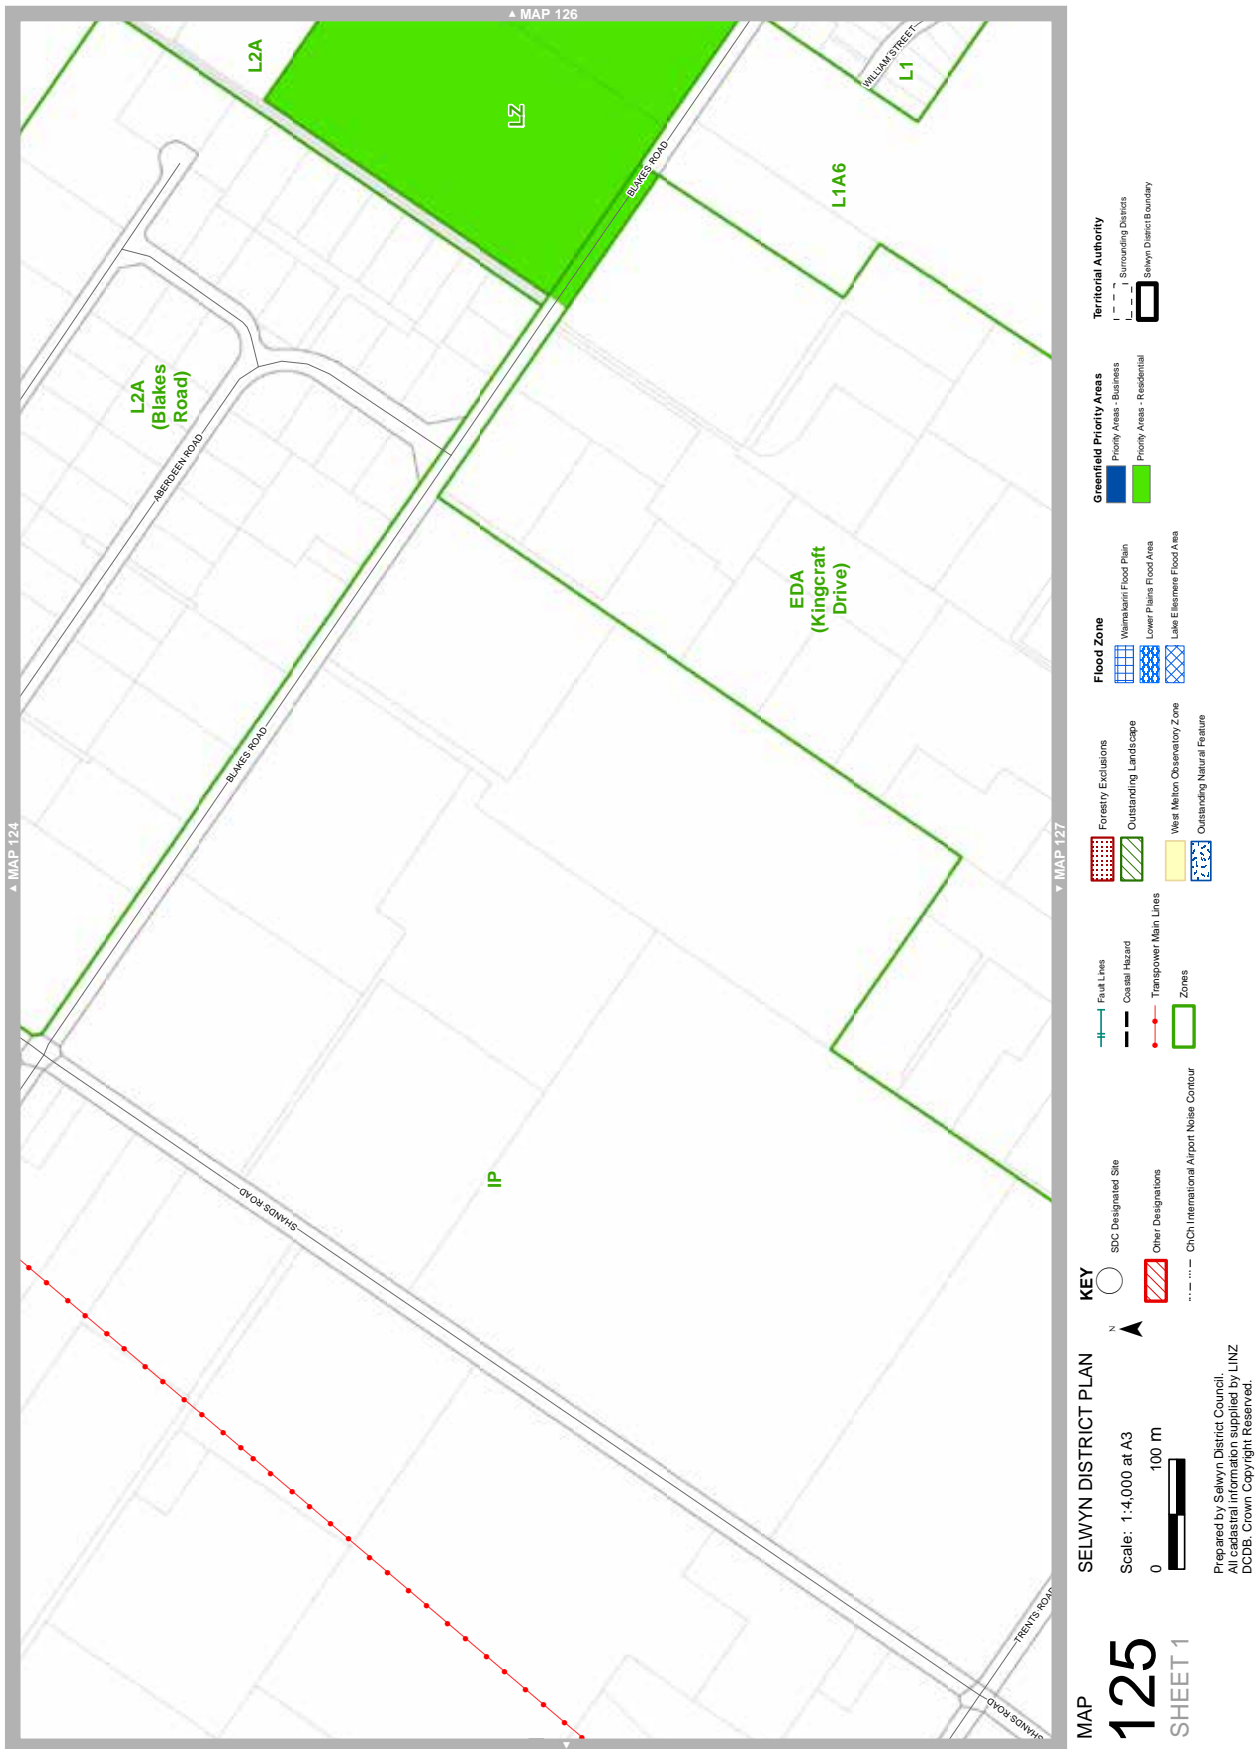 ▲ MAP 126
▲ MAP 124
▼ MAP 127
L2A
LZ
WILLIAM STREET
L1
BLAKES ROAD
L1A6
L2A
(Blakes
Road)
ABERDEEN ROAD
BLAKES ROAD
EDA
(Kingcraft
Drive)
SHANDS ROAD
IP
TRENTS ROAD
SHANDS ROAD
MAP
125
SHEET 1
SELWYN DISTRICT PLAN
Scale: 1:4,000 at A3
0 100 m
Prepared by Selwyn District Council.
All cadastral information supplied by LINZ
DCDB. Crown Copyright Reserved.
N
KEY
SDC Designated Site
Other Designations
ChCh International Airport Noise Contour
Fault Lines
Coastal Hazard
Transpower Main Lines
Zones
Forestry Exclusions
Outstanding Landscape
West Melton Observatory Zone
Outstanding Natural Feature
Flood Zone
Waimakariri Flood Plain
Lower Plains Flood Area
Lake Ellesmere Flood Area
Greenfield Priority Areas
Priority Areas - Business
Priority Areas - Residential
Territorial Authority
Surrounding Districts
Selwyn District Boundary